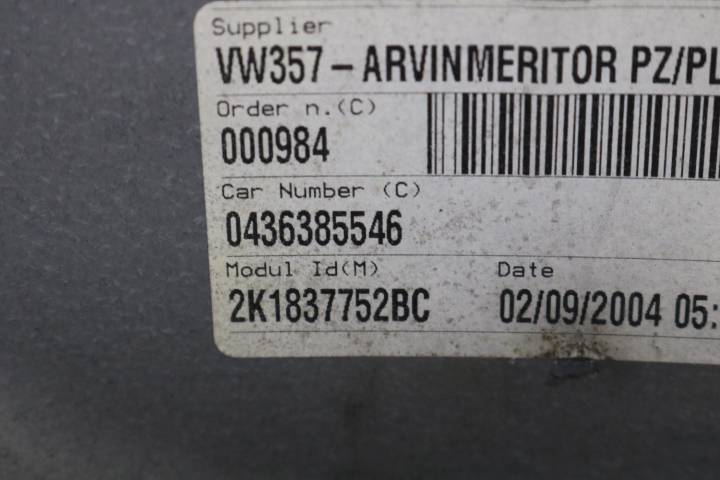 Supplier
VW357-ARVINMERITOR PZ/PL
Order n.(C)
000984
Car Number (C)
0436385546
Modul Id(M) Date
2K1837752BC 02/09/2004 05: